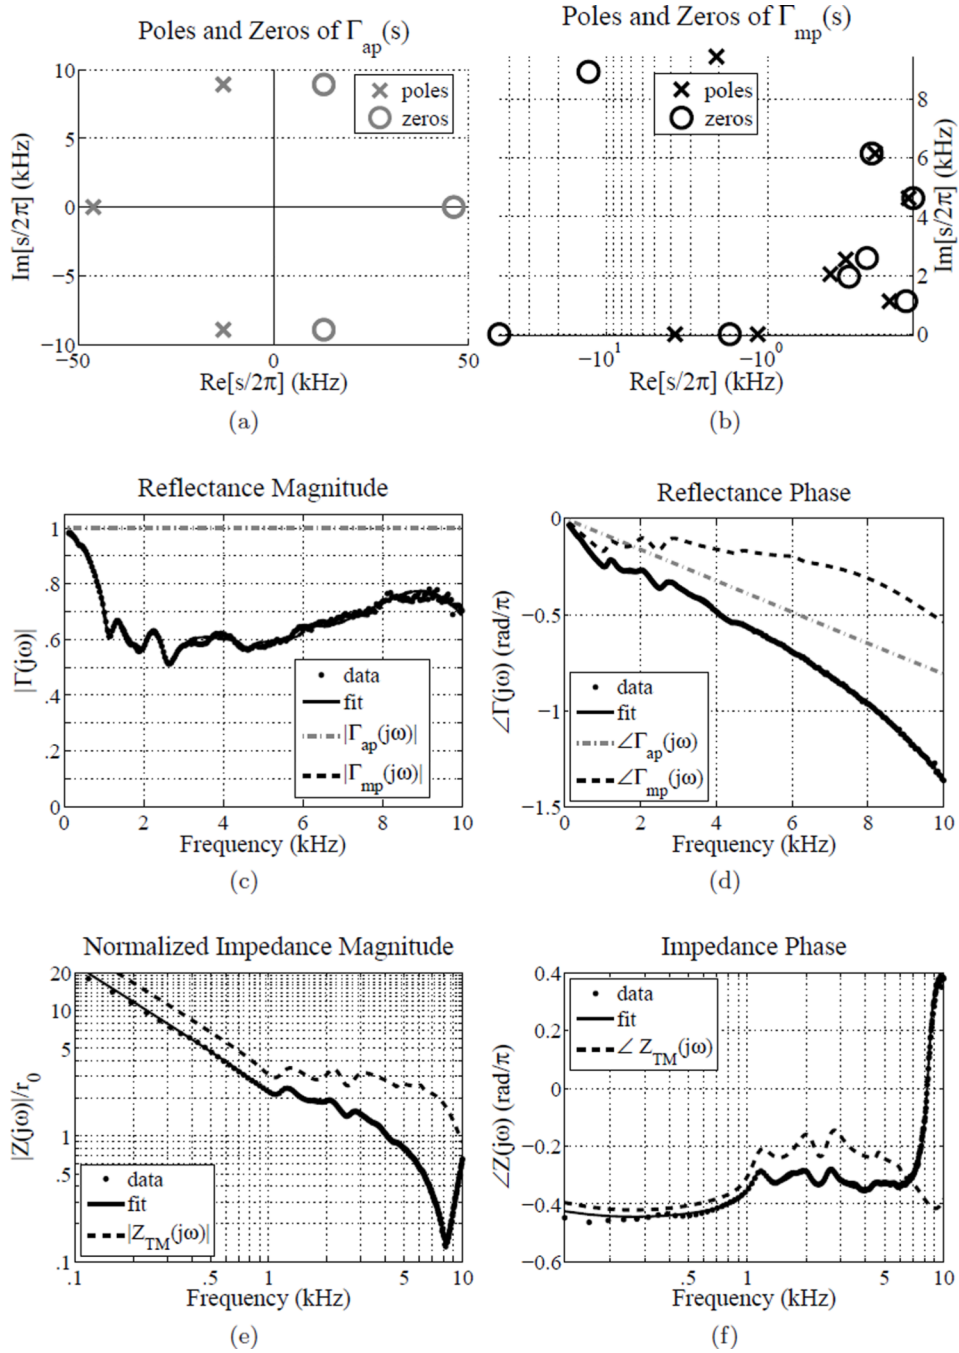 Poles and Zeros of Γap(s)
10
5
0
−5
−10
−50
0
50
Im[s/2π] (kHz)
Re[s/2π] (kHz)
poles
zeros
(a)
Poles and Zeros of Γmp(s)
8
6
4
2
0
−10^1
−10^0
Im[s/2π] (kHz)
Re[s/2π] (kHz)
poles
zeros
(b)
Reflectance Magnitude
1
.8
.6
.4
.2
0
0
2
4
6
8
10
|Γ(jω)|
Frequency (kHz)
data
fit
|Γap(jω)|
|Γmp(jω)|
(c)
Reflectance Phase
0
−0.5
−1
−1.5
0
2
4
6
8
10
∠Γ(jω) (rad/π)
Frequency (kHz)
data
fit
∠Γap(jω)
∠Γmp(jω)
(d)
Normalized Impedance Magnitude
20
10
5
1
.5
.1
.1
.5
1
5
10
|Z(jω)|/r0
Frequency (kHz)
data
fit
|ZTM(jω)|
(e)
Impedance Phase
0.4
0.2
0
−0.2
−0.4
−0.6
.5
1
5
10
∠Z(jω) (rad/π)
Frequency (kHz)
data
fit
∠ ZTM(jω)
(f)